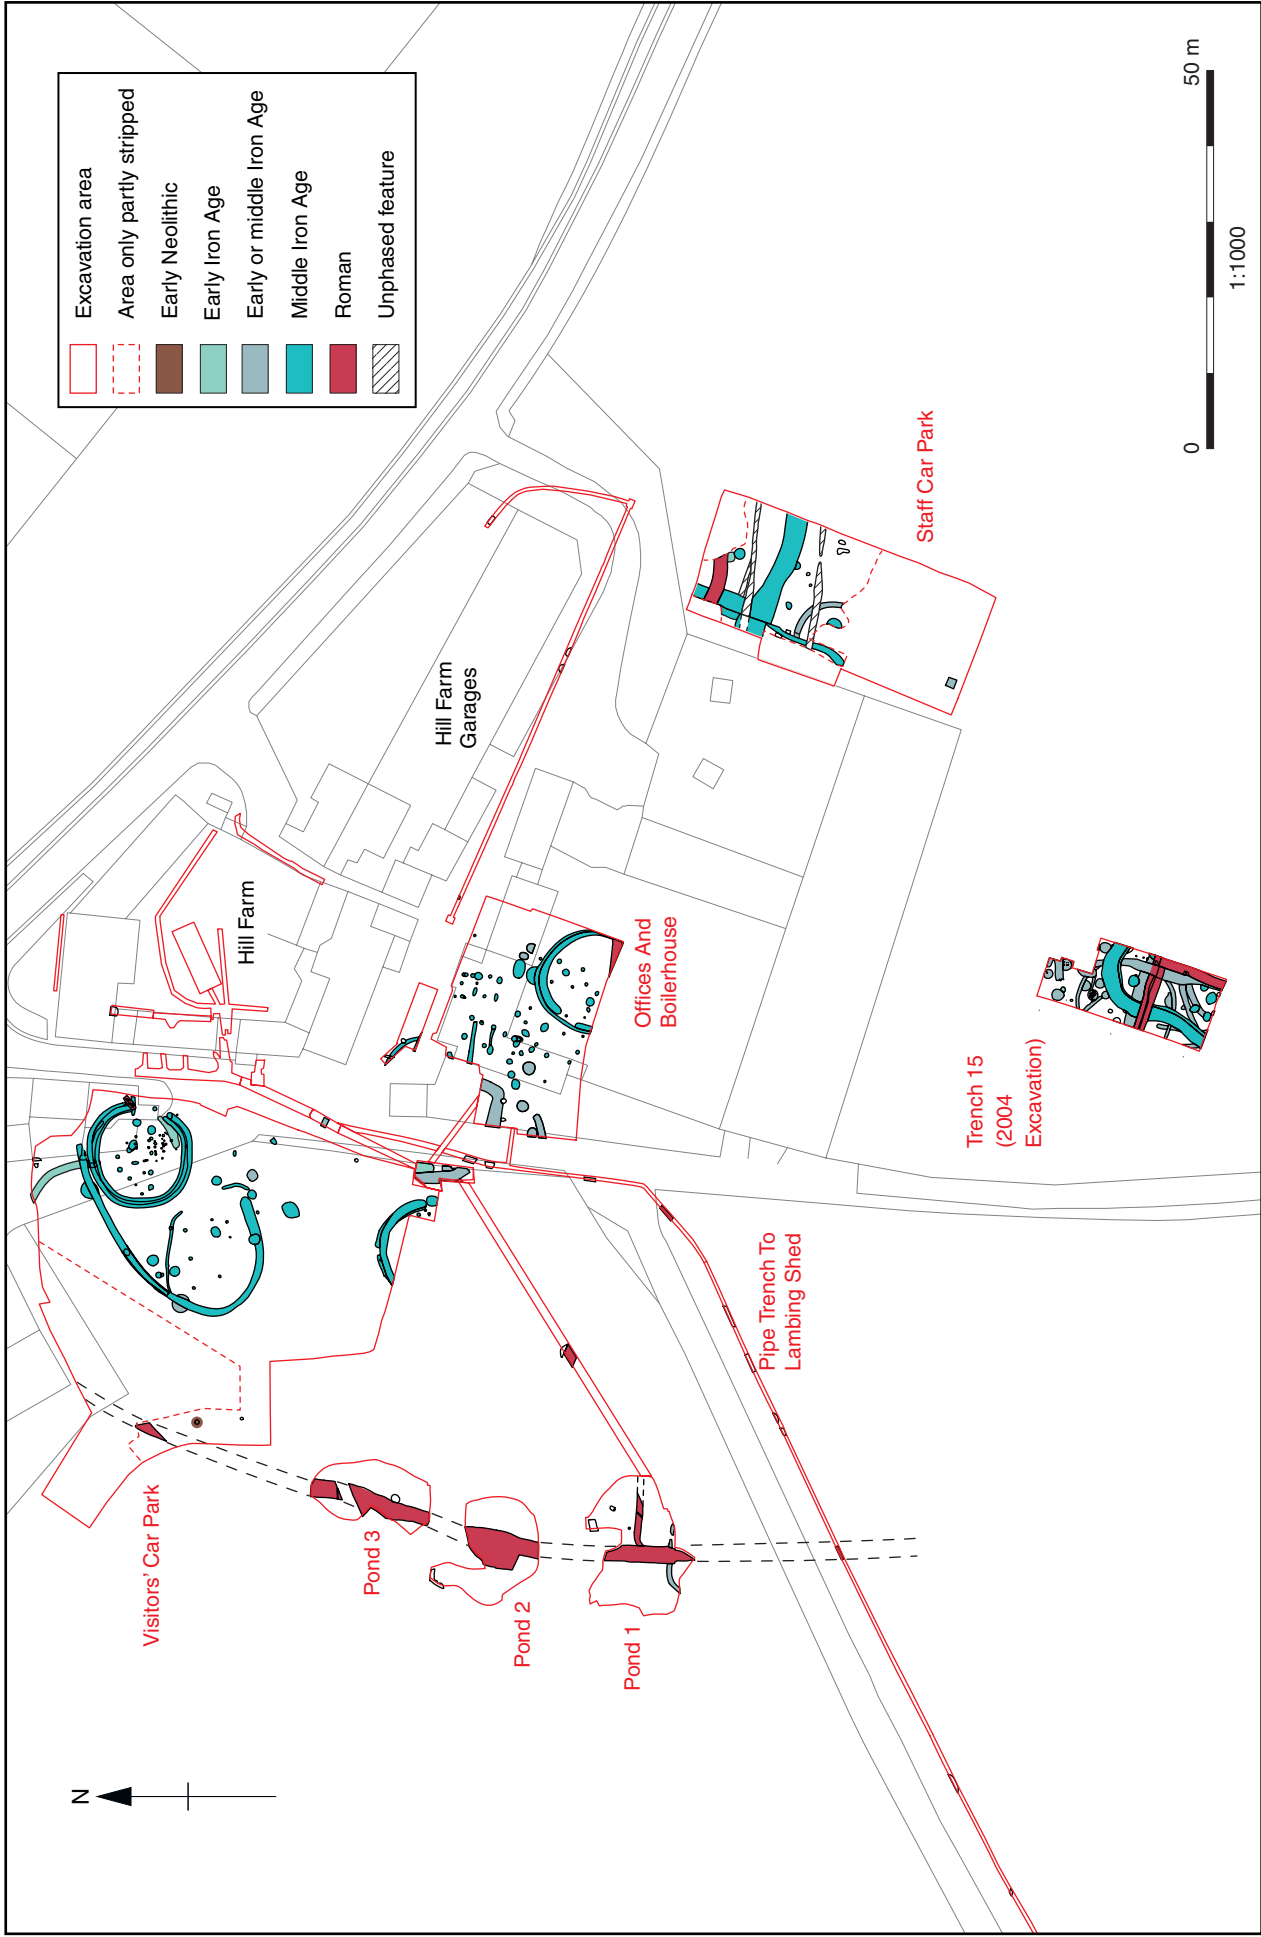 Excavation area
Area only partly stripped
Early Neolithic
Early Iron Age
Early or middle Iron Age
Middle Iron Age
Roman
Unphased feature
N
Visitors' Car Park
Pond 3
Pond 2
Pond 1
Hill Farm
Hill Farm
Garages
Offices And
Boilerhouse
Staff Car Park
Pipe Trench To
Lambing Shed
Trench 15
(2004
Excavation)
0
50 m
1:1000